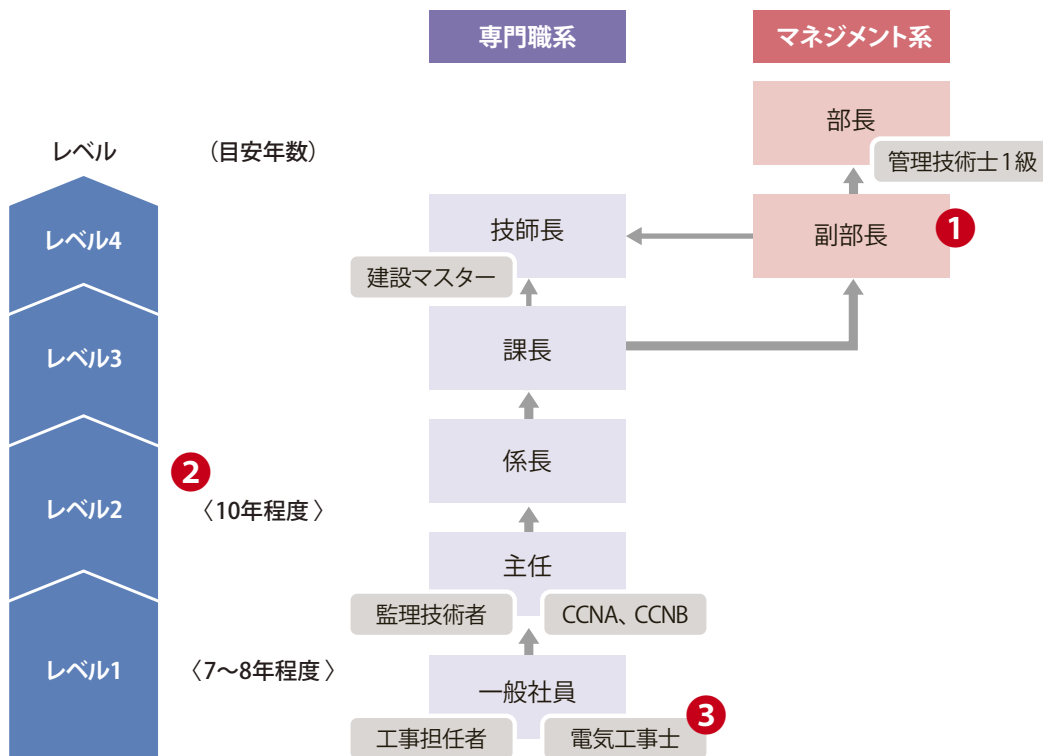 専門職系
マネジメント系
部長
管理技術士1級
レベル
（目安年数）
レベル4
技師長
副部長
1
建設マスター
レベル3
課長
2
係長
レベル2
〈10年程度〉
主任
監理技術者
CCNA、CCNB
レベル1
〈7～8年程度〉
一般社員
3
工事担任者
電気工事士